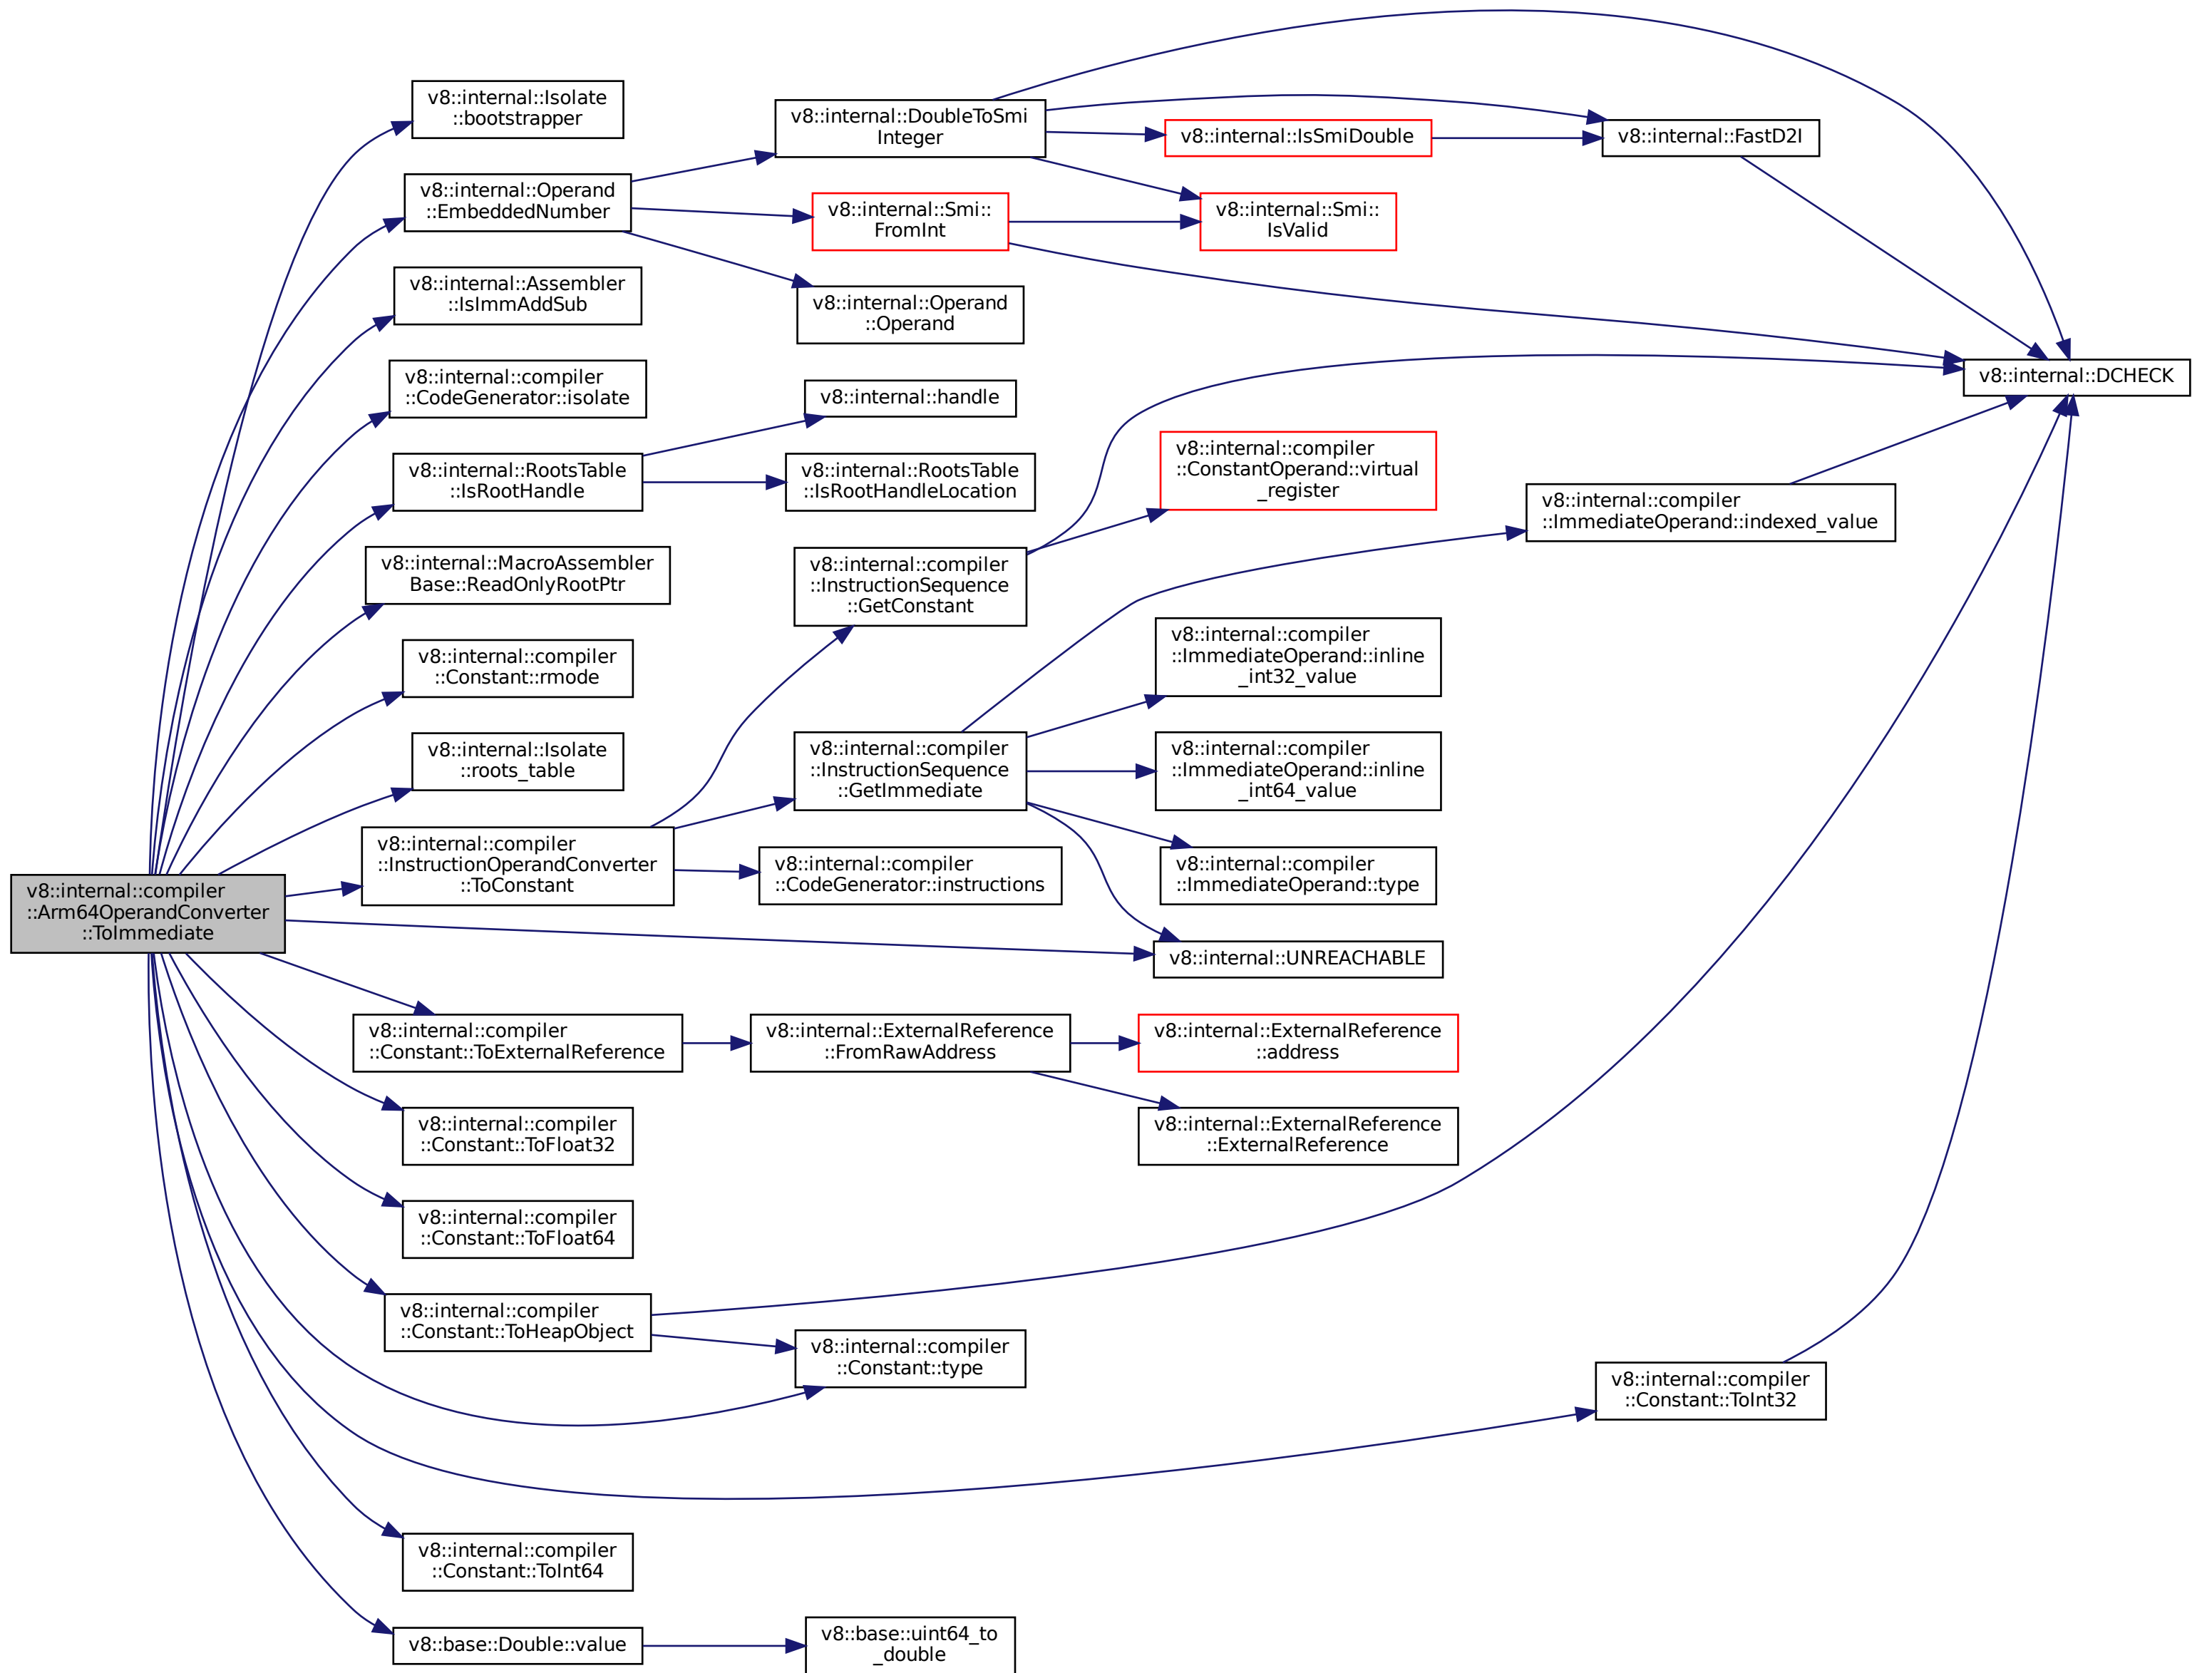 v8::internal::Isolate
::bootstrapper
v8::internal::DoubleToSmi
Integer
v8::internal::IsSmiDouble
v8::internal::FastD2I
v8::internal::Operand
::EmbeddedNumber
v8::internal::Smi::
FromInt
v8::internal::Smi::
IsValid
v8::internal::Assembler
::IsImmAddSub
v8::internal::Operand
::Operand
v8::internal::compiler
::CodeGenerator::isolate
v8::internal::handle
v8::internal::DCHECK
v8::internal::RootsTable
::IsRootHandle
v8::internal::RootsTable
::IsRootHandleLocation
v8::internal::compiler
::ConstantOperand::virtual
_register
v8::internal::compiler
::ImmediateOperand::indexed_value
v8::internal::MacroAssembler
Base::ReadOnlyRootPtr
v8::internal::compiler
::InstructionSequence
::GetConstant
v8::internal::compiler
::Constant::rmode
v8::internal::compiler
::ImmediateOperand::inline
_int32_value
v8::internal::Isolate
::roots_table
v8::internal::compiler
::InstructionSequence
::GetImmediate
v8::internal::compiler
::ImmediateOperand::inline
_int64_value
v8::internal::compiler
::InstructionOperandConverter
::ToConstant
v8::internal::compiler
::CodeGenerator::instructions
v8::internal::compiler
::ImmediateOperand::type
v8::internal::compiler
::Arm64OperandConverter
::ToImmediate
v8::internal::UNREACHABLE
v8::internal::compiler
::Constant::ToExternalReference
v8::internal::ExternalReference
::FromRawAddress
v8::internal::ExternalReference
::address
v8::internal::compiler
::Constant::ToFloat32
v8::internal::ExternalReference
::ExternalReference
v8::internal::compiler
::Constant::ToFloat64
v8::internal::compiler
::Constant::ToHeapObject
v8::internal::compiler
::Constant::type
v8::internal::compiler
::Constant::ToInt32
v8::internal::compiler
::Constant::ToInt64
v8::base::Double::value
v8::base::uint64_to
_double